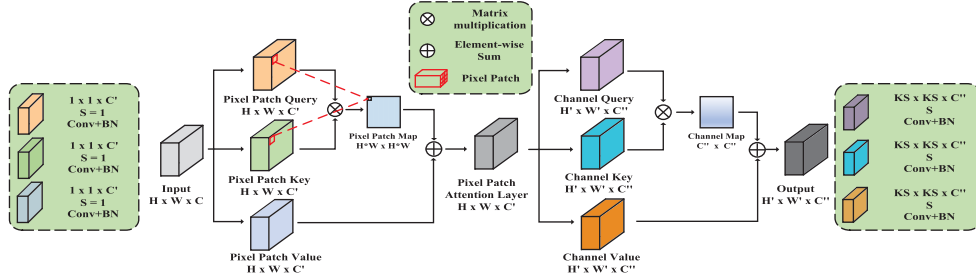 1 x 1 x C'
S = 1
Conv+BN
1 x 1 x C'
S = 1
Conv+BN
1 x 1 x C'
S = 1
Conv+BN
Input
H x W x C
Pixel Patch Query
H x W x C'
Pixel Patch Key
H x W x C'
Pixel Patch Value
H x W x C'
Pixel Patch Map
H*W x H*W
Matrix
multiplication
Element-wise
Sum
Pixel Patch
Pixel Patch
Attention Layer
H x W x C'
Channel Query
H' x W' x C''
Channel Key
H' x W' x C''
Channel Value
H' x W' x C''
Channel Map
C'' x C''
Output
H' x W' x C''
KS x KS x C''
S
Conv+BN
KS x KS x C''
S
Conv+BN
KS x KS x C''
S
Conv+BN